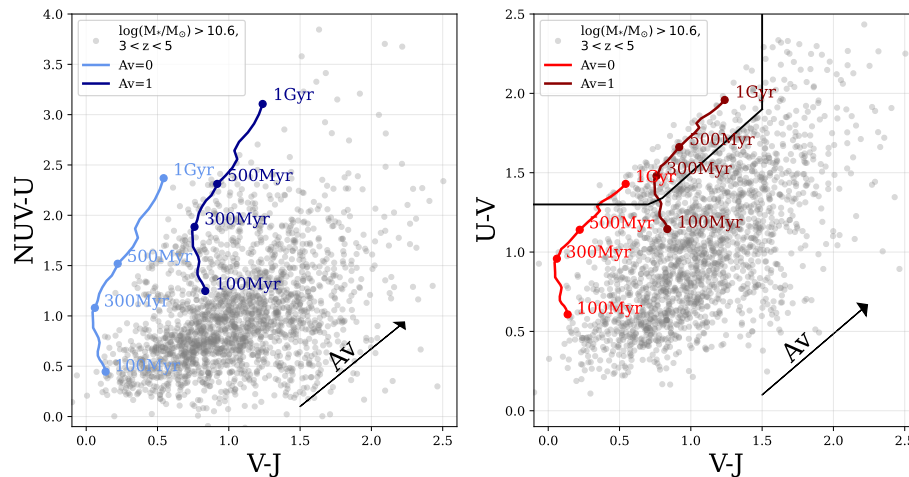 4.0
3.5
3.0
2.5
2.0
1.5
1.0
0.5
0.0
NUV-U
log(M*/M⊙) > 10.6,
3 < z < 5
Av=0
Av=1
1Gyr
1Gyr
500Myr
500Myr
300Myr
300Myr
100Myr
100Myr
Av
0.0 0.5 1.0 1.5 2.0 2.5
V-J
2.5
2.0
1.5
1.0
0.5
0.0
U-V
log(M*/M⊙) > 10.6,
3 < z < 5
Av=0
Av=1
1Gyr
500Myr
300Myr
1Gyr
100Myr
500Myr
300Myr
100Myr
Av
0.0 0.5 1.0 1.5 2.0 2.5
V-J